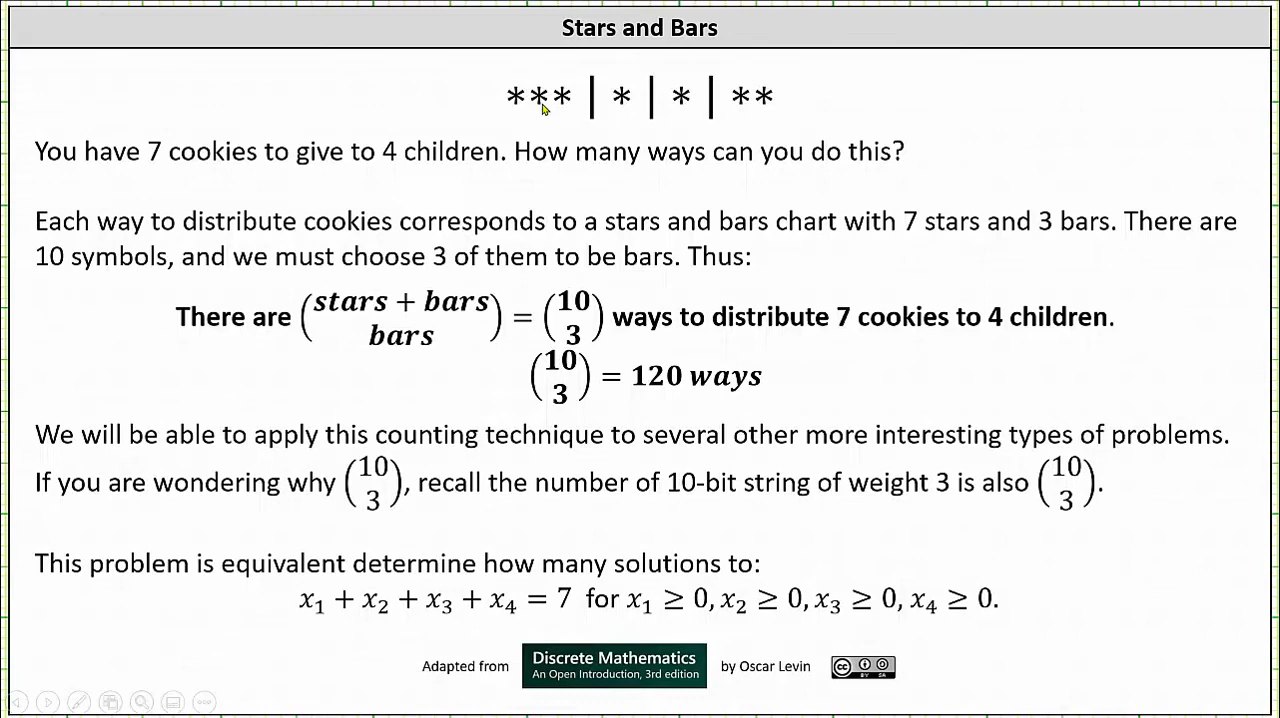 Stars and Bars
*** | * | * | **
You have 7 cookies to give to 4 children. How many ways can you do this?
Each way to distribute cookies corresponds to a stars and bars chart with 7 stars and 3 bars. There are
10 symbols, and we must choose 3 of them to be bars. Thus:
There are (stars + bars / bars) = (10 / 3) ways to distribute 7 cookies to 4 children.
(10 / 3) = 120 ways
We will be able to apply this counting technique to several other more interesting types of problems.
If you are wondering why (10 / 3), recall the number of 10-bit string of weight 3 is also (10 / 3).
This problem is equivalent determine how many solutions to:
x₁ + x₂ + x₃ + x₄ = 7 for x₁ ≥ 0, x₂ ≥ 0, x₃ ≥ 0, x₄ ≥ 0.
Adapted from Discrete Mathematics by Oscar Levin
An Open Introduction, 3rd edition
CC BY SA